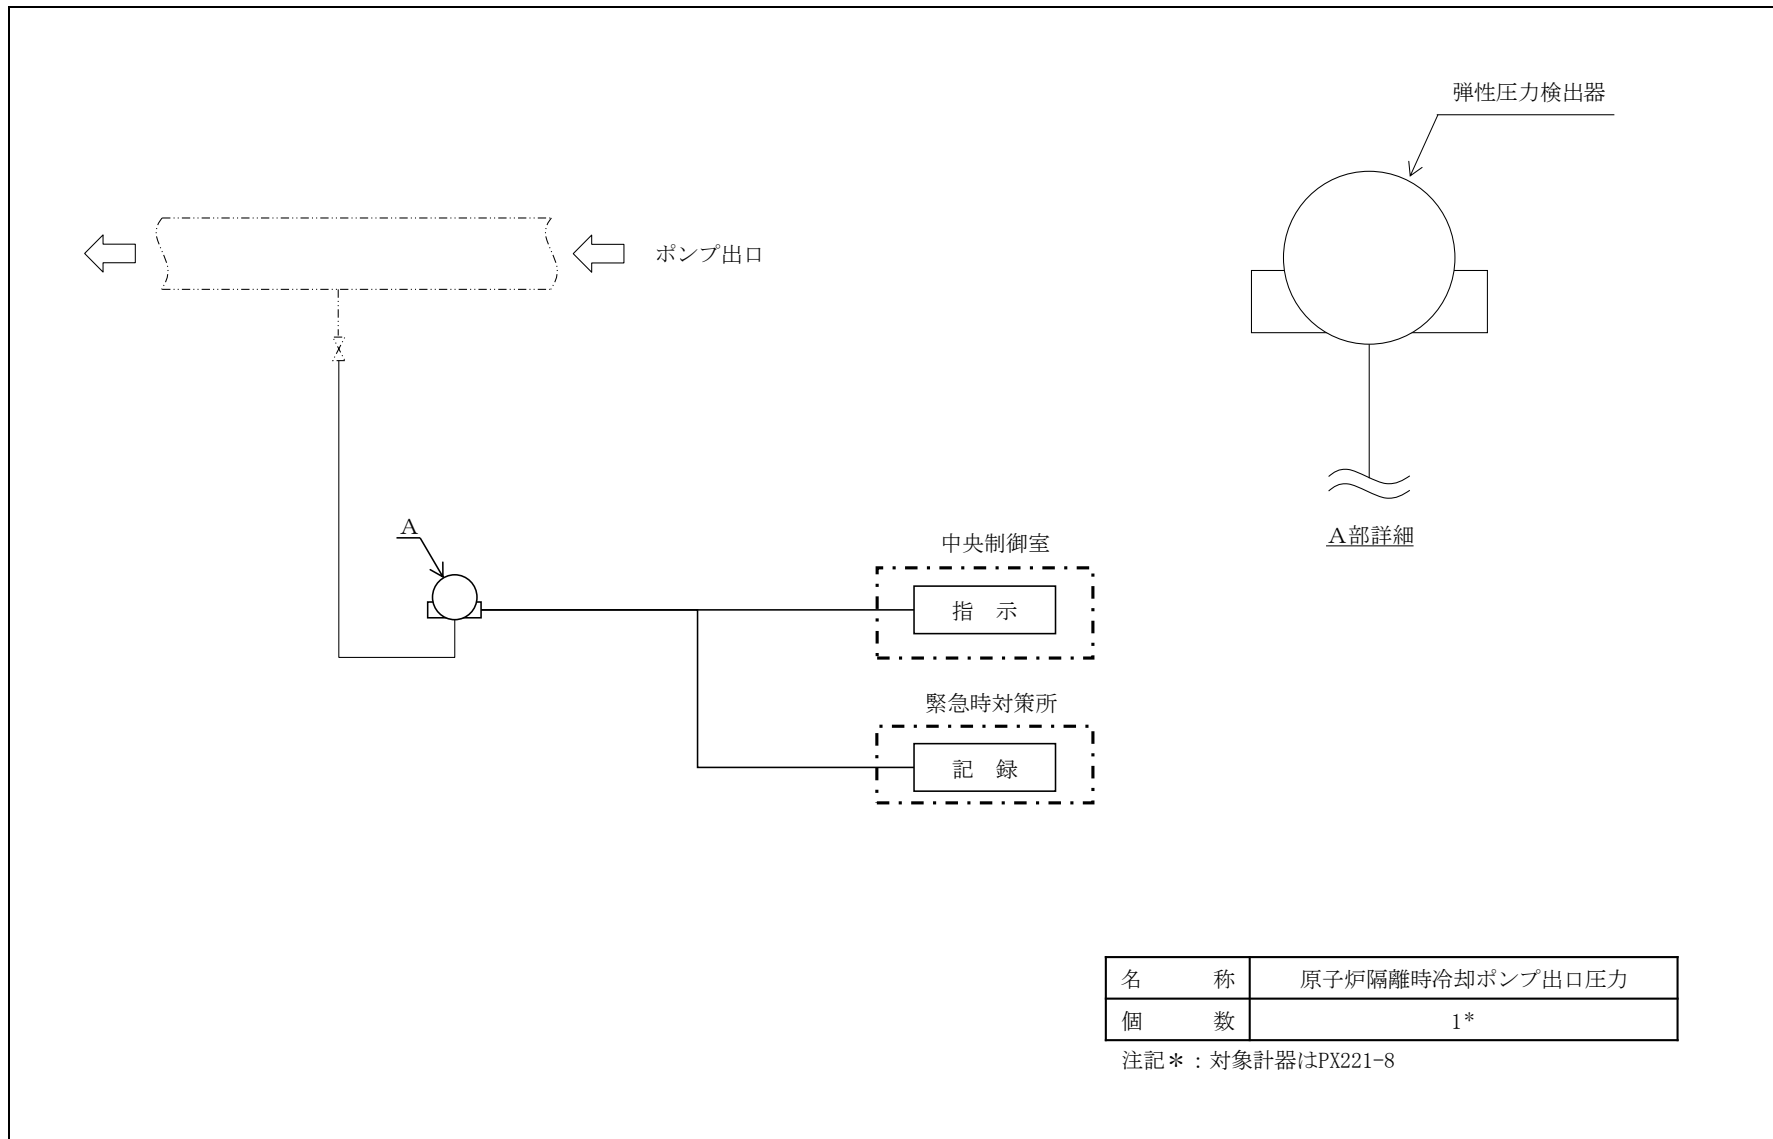 弾性圧力検出器
ポンプ出口
A
A部詳細
中央制御室
指 示
緊急時対策所
記 録
名 称 原子炉隔離時冷却ポンプ出口圧力
個 数 1*
注記*:対象計器はPX221-8